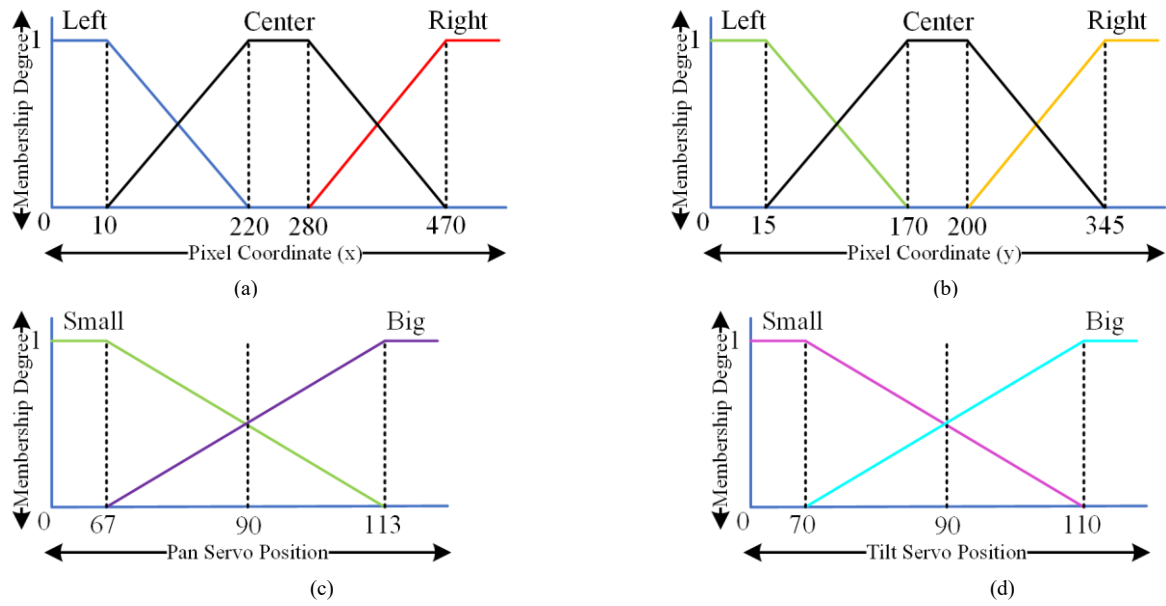 Left Center Right
1
Membership Degree
0 10 220 280 470
Pixel Coordinate (x)
(a)
Left Center Right
1
Membership Degree
0 15 170 200 345
Pixel Coordinate (y)
(b)
Small Big
1
Membership Degree
0 67 90 113
Pan Servo Position
(c)
Small Big
1
Membership Degree
0 70 90 110
Tilt Servo Position
(d)